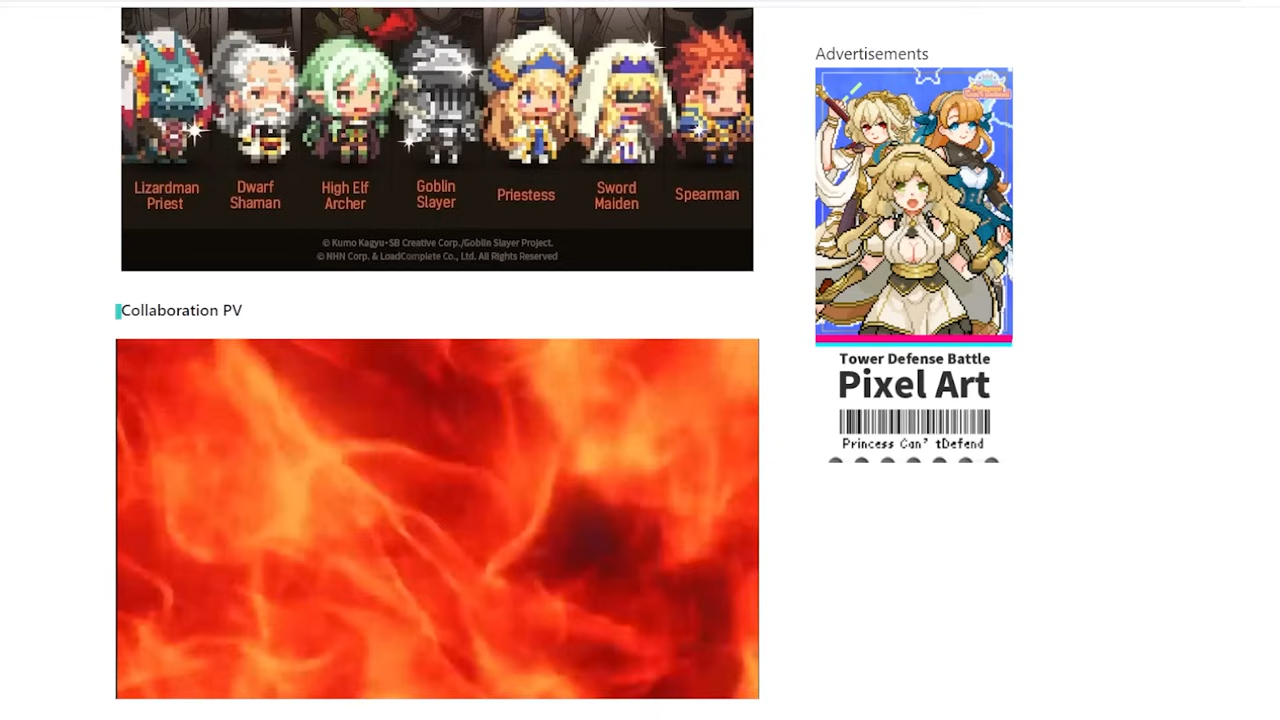 Lizardman
Priest
Dwarf
Shaman
High Elf
Archer
Goblin
Slayer
Priestess
Sword
Maiden
Spearman
© Kumo Kagyu•SB Creative Corp./Goblin Slayer Project.
© NHN Corp. & LoadComplete Co., Ltd. All Rights Reserved
Collaboration PV
Advertisements
Tower Defense Battle
Pixel Art
Princess Can’ tDefend